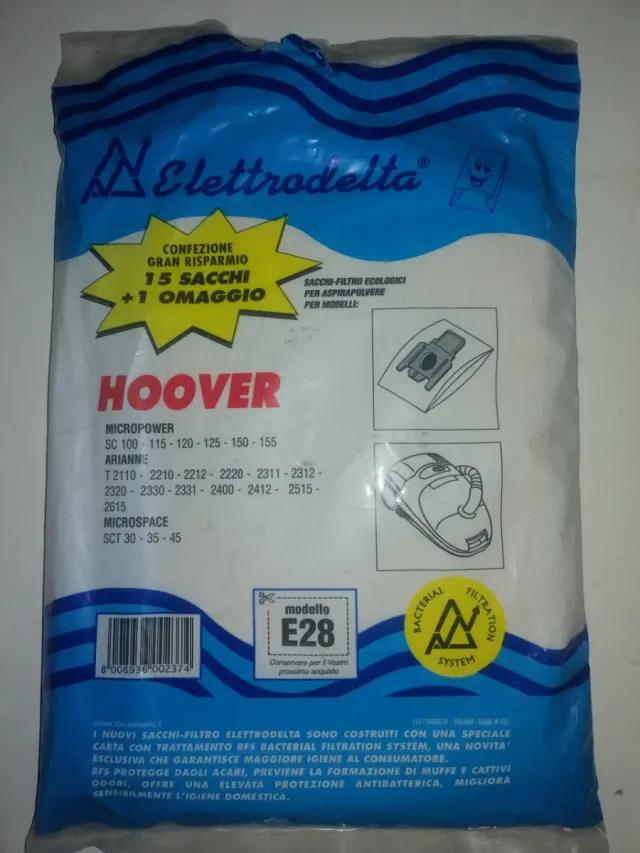 Elettrodelta®
CONFEZIONE
GRAN RISPARMIO
15 SACCHI
+ 1 OMAGGIO
SACCHI-FILTRO ECOLOGICI
PER ASPIRAPOLVERE
PER MODELLI:
HOOVER
MICROPOWER
SC 100 - 115 - 120 - 125 - 150 - 155
ARIANNE
T 2110 - 2210 - 2212 - 2220 - 2311 - 2312 -
2320 - 2330 - 2331 - 2400 - 2412 - 2515 -
2615
MICROSPACE
SCT 30 - 35 - 45
8 008936 002374
modello
E28
Conservare per il Vostro
prossimo acquisto
BACTERIAL FILTRATION
SYSTEM
ELETTRODELTA - MILANO - MADE IN
I NUOVI SACCHI-FILTRO ELETTRODELTA SONO COSTRUITI CON UNA SPECIALE
CARTA CON TRATTAMENTO BFS BACTERIAL FILTRATION SYSTEM, UNA NOVITA'
ESCLUSIVA CHE GARANTISCE MAGGIORE IGIENE AL CONSUMATORE.
BFS PROTEGGE DAGLI ACARI, PREVIENE LA FORMAZIONE DI MUFFE E CATTIVI
ODORI, OFFRE UNA ELEVATA PROTEZIONE ANTIBATTERICA, MIGLIORA
SENSIBILMENTE L'IGIENE DOMESTICA.